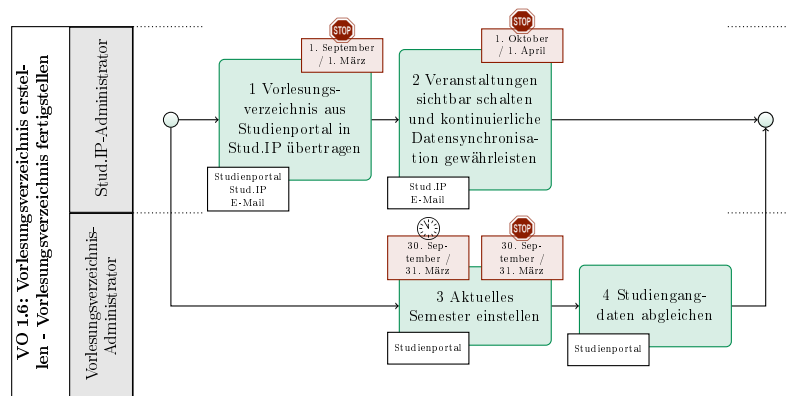 VO 1.6: Vorlesungsverzeichnis erstel-
len - Vorlesungsverzeichnis fertigstellen
Stud.IP-Administrator
STOP
1. September
/ 1. März
1 Vorlesungs-
verzeichnis aus
Studienportal in
Stud.IP übertragen
Studienportal
Stud.IP
E-Mail
STOP
1. Oktober
/ 1. April
2 Veranstaltungen
sichtbar schalten
und kontinuierliche
Datensynchronisa-
tion gewährleisten
Stud.IP
E-Mail
Vorlesungsverzeichnis-
Administrator
30. Sep-
tember /
31. März
STOP
30. Sep-
tember /
31. März
3 Aktuelles
Semester einstellen
Studienportal
4 Studiengang-
daten abgleichen
Studienportal